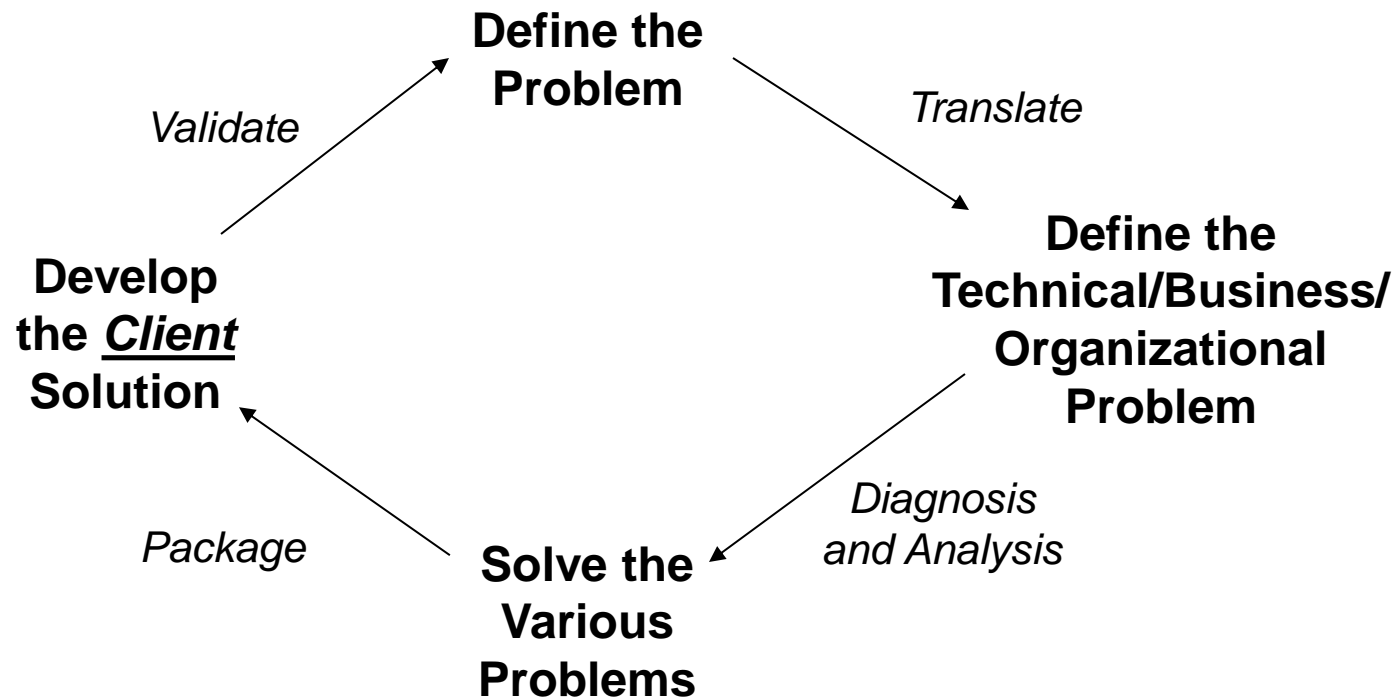 Define the
Problem
Validate
Translate
Develop
the Client
Solution
Define the
Technical/Business/
Organizational
Problem
Package
Diagnosis
and Analysis
Solve the
Various
Problems